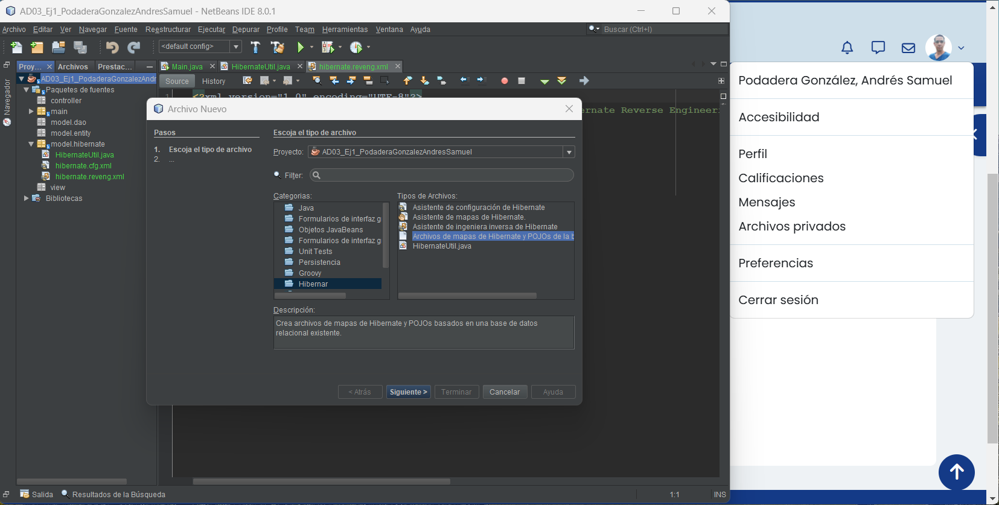 AD03_Ej1_PodaderaGonzalezAndresSamuel - NetBeans IDE 8.0.1
Archivo Editar Ver Navegar Fuente Reestructurar Ejecutar Depurar Profile Team Herramientas Ventana Ayuda
Buscar (Ctrl+I)
<default config>
Proy... Archivos Prestac...
Main.java HibernateUtil.java hibernate.reveng.xml
Source History
Navegador
AD03_Ej1_PodaderaGonzalezAndr
Paquetes de fuentes
controller
main
model.dao
model.entity
model.hibernate
HibernateUtil.java
hibernate.cfg.xml
hibernate.reveng.xml
view
Bibliotecas
1
<?xml version="1.0" encoding="UTF-8"?>
ernate Reverse Engineeri
Archivo Nuevo
Pasos
1. Escoja el tipo de archivo
2. ...
Escoja el tipo de archivo
Proyecto: AD03_Ej1_PodaderaGonzalezAndresSamuel
Filter:
Categorias:
Java
Formularios de interfaz g
Objetos JavaBeans
Formularios de interfaz g
Unit Tests
Persistencia
Groovy
Hibernar
Tipos de Archivos:
Asistente de configuración de Hibernate
Asistente de mapas de Hibernate.
Asistente de ingeniera inversa de Hibernate
Archivos de mapas de Hibernate y POJOs de la b
HibernateUtil.java
Descripción:
Crea archivos de mapas de Hibernate y POJOs basados en una base de datos
relacional existente.
< Atrás Siguiente > Terminar Cancelar Ayuda
Salida Resultados de la Búsqueda
1:1 INS
Podadera González, Andrés Samuel
Accesibilidad
Perfil
Calificaciones
Mensajes
Archivos privados
Preferencias
Cerrar sesión